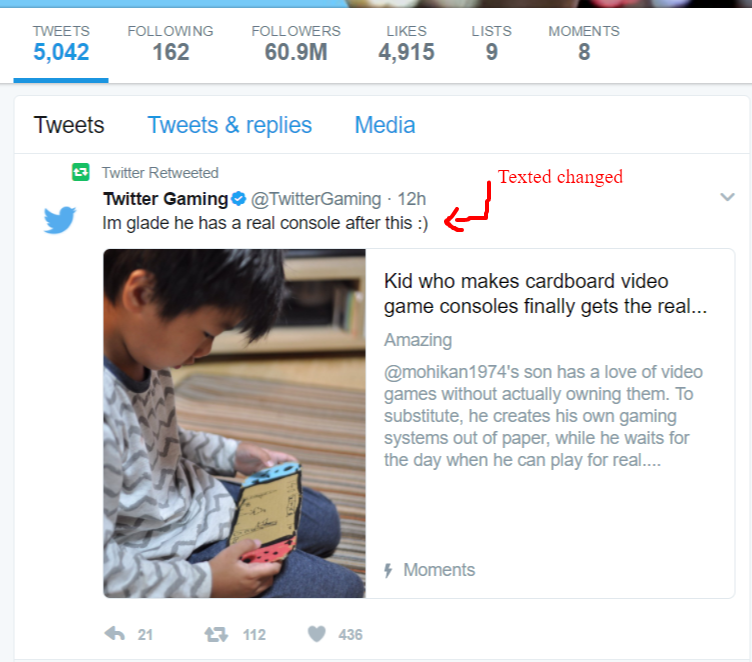 TWEETS FOLLOWING FOLLOWERS LIKES LISTS MOMENTS
5,042 162 60.9M 4,915 9 8
Tweets Tweets & replies Media
Twitter Retweeted
Texted changed
Twitter Gaming @TwitterGaming · 12h
Im glade he has a real console after this :)
Kid who makes cardboard video
game consoles finally gets the real...
Amazing
@mohikan1974's son has a love of video
games without actually owning them. To
substitute, he creates his own gaming
systems out of paper, while he waits for
the day when he can play for real....
Moments
21 112 436